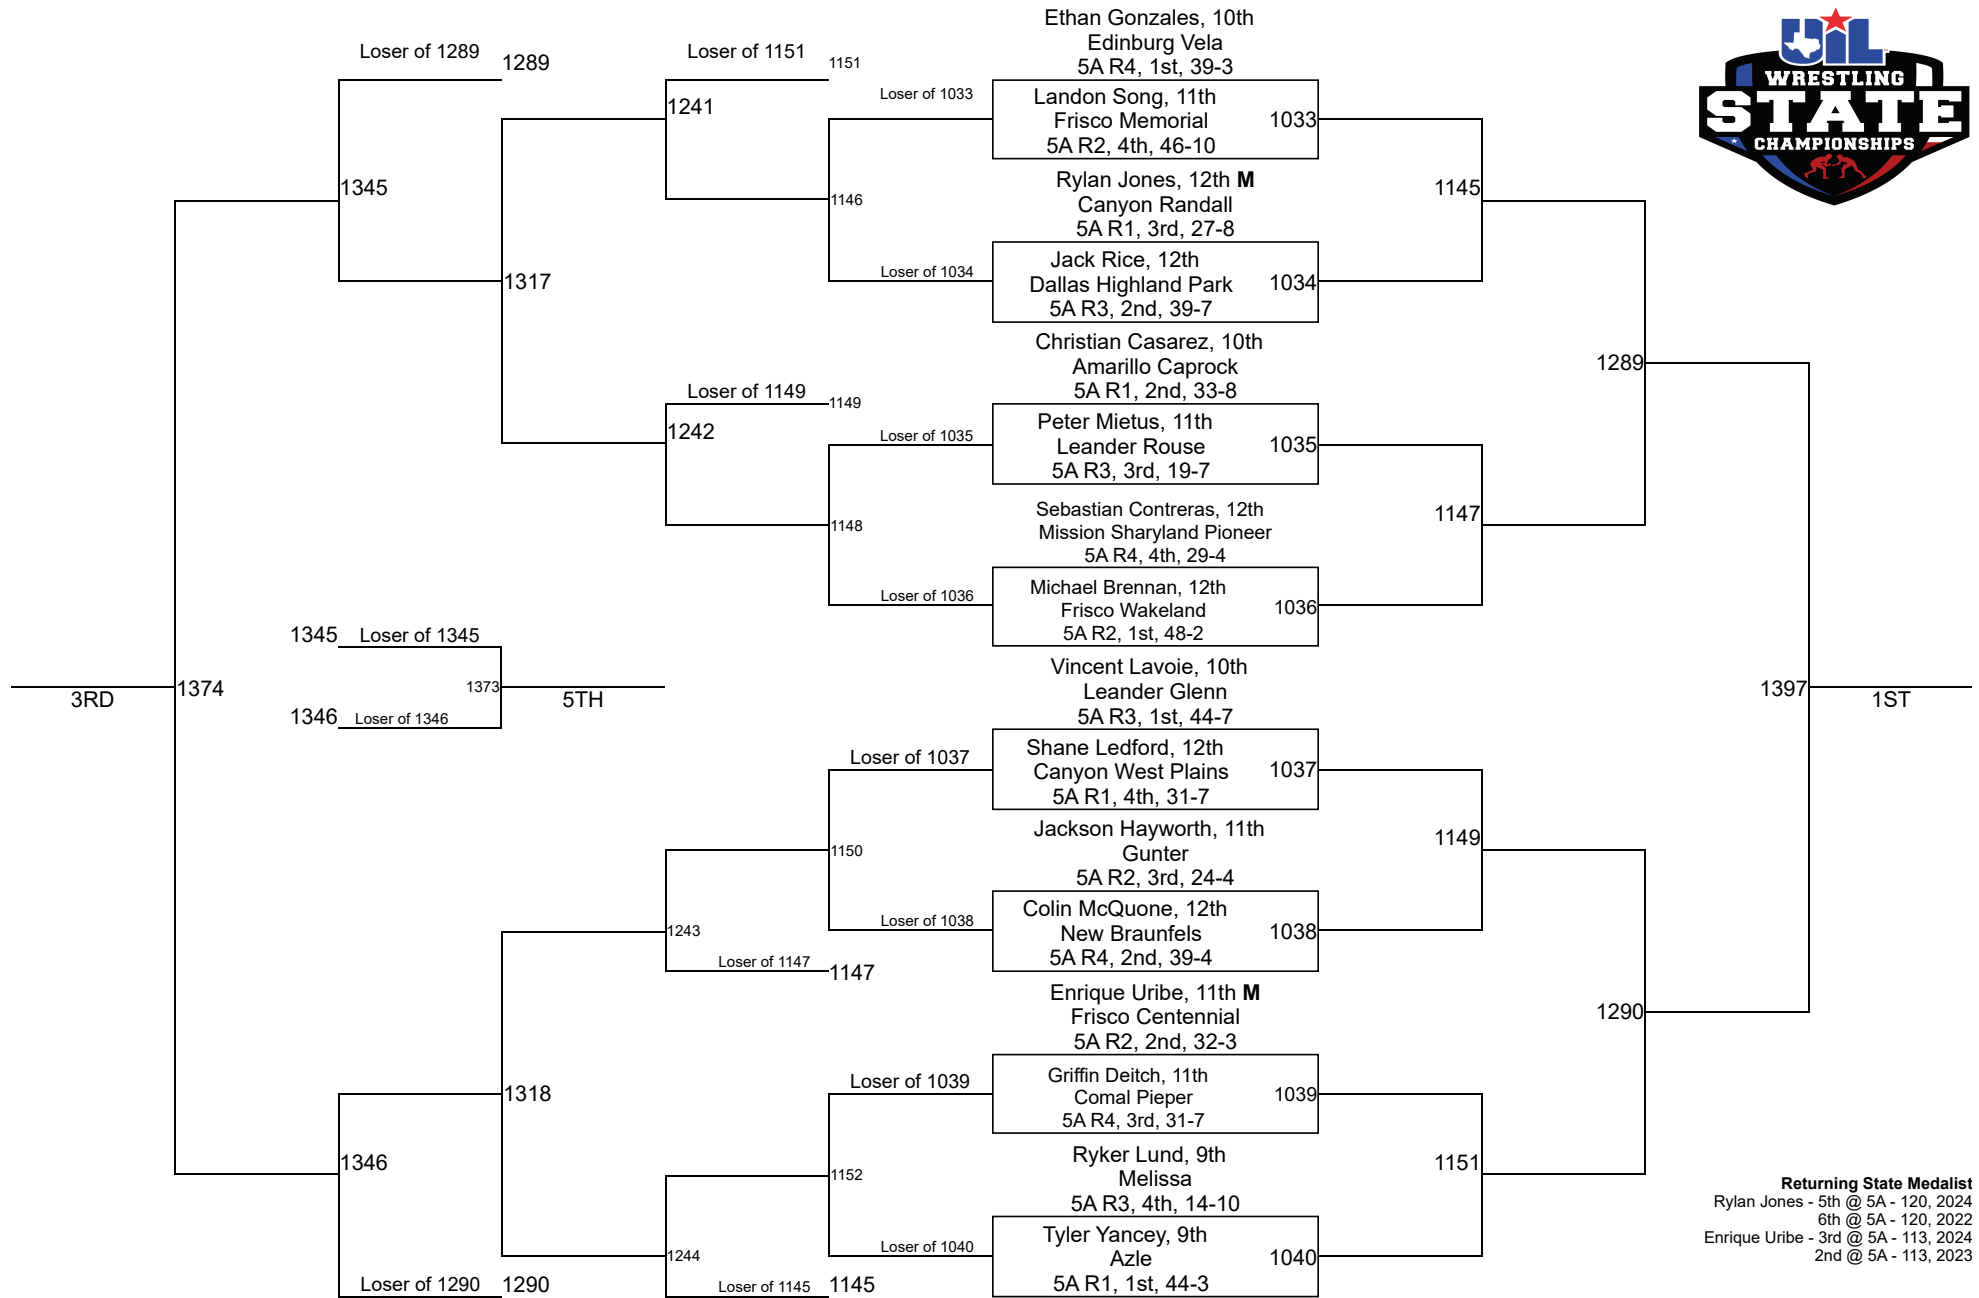 Ethan Gonzales, 10th
Edinburg Vela
5A R4, 1st, 39-3
Landon Song, 11th
Frisco Memorial
5A R2, 4th, 46-10
1033
Rylan Jones, 12th M
Canyon Randall
5A R1, 3rd, 27-8
Jack Rice, 12th
Dallas Highland Park
5A R3, 2nd, 39-7
1034
Christian Casarez, 10th
Amarillo Caprock
5A R1, 2nd, 33-8
Peter Mietus, 11th
Leander Rouse
5A R3, 3rd, 19-7
1035
Sebastian Contreras, 12th
Mission Sharyland Pioneer
5A R4, 4th, 29-4
Michael Brennan, 12th
Frisco Wakeland
5A R2, 1st, 48-2
1036
Vincent Lavoie, 10th
Leander Glenn
5A R3, 1st, 44-7
Shane Ledford, 12th
Canyon West Plains
5A R1, 4th, 31-7
1037
Jackson Hayworth, 11th
Gunter
5A R2, 3rd, 24-4
Colin McQuone, 12th
New Braunfels
5A R4, 2nd, 39-4
1038
Enrique Uribe, 11th M
Frisco Centennial
5A R2, 2nd, 32-3
Griffin Deitch, 11th
Comal Pieper
5A R4, 3rd, 31-7
1039
Ryker Lund, 9th
Melissa
5A R3, 4th, 14-10
Tyler Yancey, 9th
Azle
5A R1, 1st, 44-3
1040
1145
1147
1149
1151
1289
1290
1397
1ST
Loser of 1033
Loser of 1034
1146
Loser of 1035
Loser of 1036
1148
Loser of 1037
Loser of 1038
1150
Loser of 1039
Loser of 1040
1152
Loser of 1151
1151
1241
Loser of 1149
1149
1242
1243
Loser of 1147
1147
1244
Loser of 1145
1145
1317
1318
Loser of 1289
1289
1345
1346
Loser of 1290
1290
1345
Loser of 1345
1346
Loser of 1346
1373
5TH
1374
3RD
UIL
WRESTLING
STATE
CHAMPIONSHIPS
Returning State Medalist
Rylan Jones - 5th @ 5A - 120, 2024
6th @ 5A - 120, 2022
Enrique Uribe - 3rd @ 5A - 113, 2024
2nd @ 5A - 113, 2023